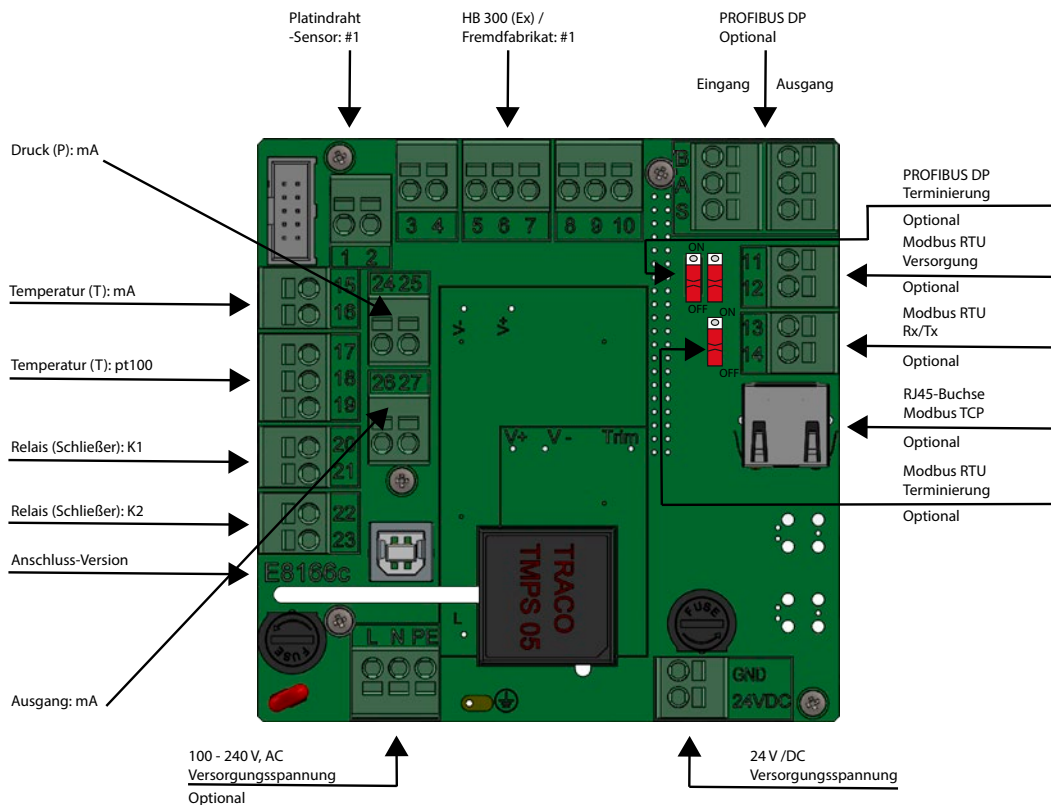 Platindraht
-Sensor: #1
HB 300 (Ex) /
Fremdfabrikat: #1
PROFIBUS DP
Optional
Eingang
Ausgang
Druck (P): mA
Temperatur (T): mA
Temperatur (T): pt100
Relais (Schließer): K1
Relais (Schließer): K2
Anschluss-Version
Ausgang: mA
PROFIBUS DP
Terminierung
Optional
Modbus RTU
Versorgung
Optional
Modbus RTU
Rx/Tx
Optional
RJ45-Buchse
Modbus TCP
Optional
Modbus RTU
Terminierung
Optional
1 2
3 4
5 6 7
8 9 10
B
A
S
ON
OFF
ON
OFF
11
12
13
14
15
16
17
18
19
20
21
22
23
24 25
26 27
V-
V+
V+ V - Trim
E8166c
TRACO
TMPS 05
L
FUSE
L N PE
FUSE
GND
24VDC
100 - 240 V, AC
Versorgungsspannung
Optional
24 V /DC
Versorgungsspannung